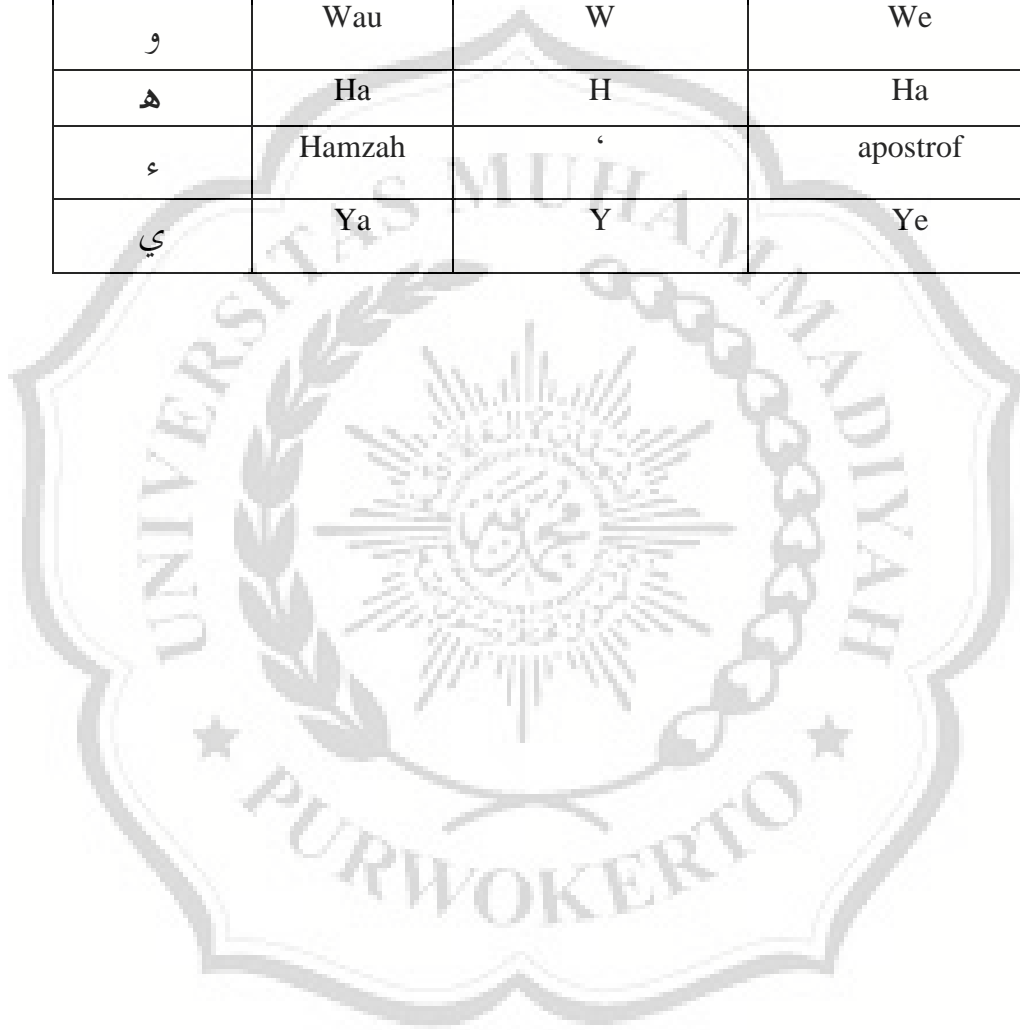 و Wau W We
ه Ha H Ha
ء Hamzah ‘ apostrof
ي Ya Y Ye
UNIVERSITAS MUHAMMADIYAH
PURWOKERTO